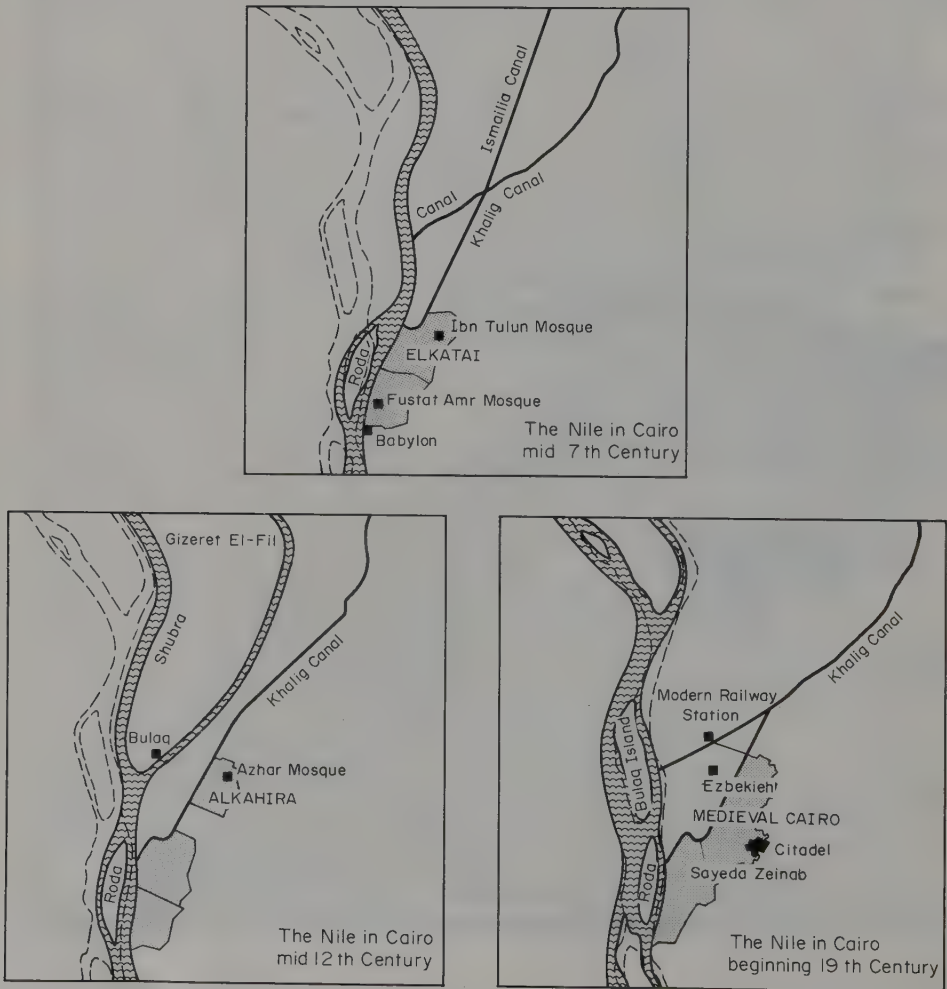 Ismailia Canal
Canal
Khalig Canal
Ibn Tulun Mosque
ELKATAI
Roda
Fustat Amr Mosque
Babylon
The Nile in Cairo
mid 7th Century
Gizeret El-Fil
Shubra
Khalig Canal
Bulaq
Azhar Mosque
ALKAHIRA
Roda
The Nile in Cairo
mid 12th Century
Khalig Canal
Modern Railway
Station
Bulaq Island
Ezbekieh
MEDIEVAL CAIRO
Citadel
Sayeda Zeinab
Roda
The Nile in Cairo
beginning 19th Century